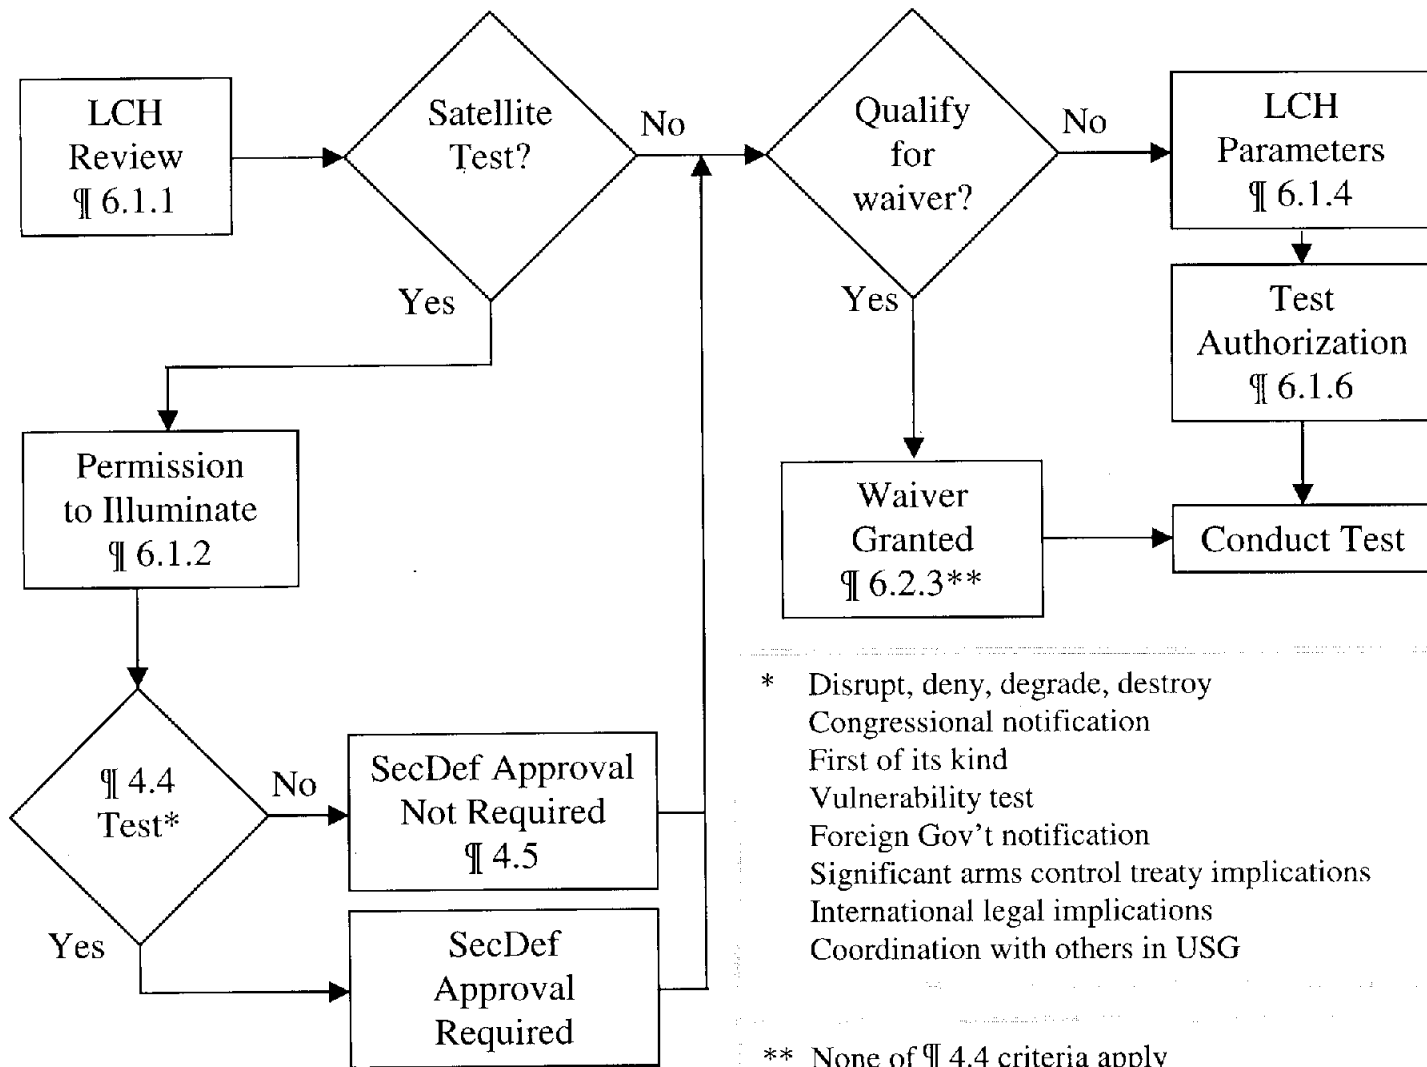 LCH
Review
¶ 6.1.1
Satellite
Test?
No
Yes
Qualify
for
waiver?
No
Yes
LCH
Parameters
¶ 6.1.4
Test
Authorization
¶ 6.1.6
Permission
to Illuminate
¶ 6.1.2
Waiver
Granted
¶ 6.2.3**
Conduct Test
¶ 4.4
Test*
No
Yes
SecDef Approval
Not Required
¶ 4.5
SecDef
Approval
Required
* Disrupt, deny, degrade, destroy
Congressional notification
First of its kind
Vulnerability test
Foreign Gov't notification
Significant arms control treaty implications
International legal implications
Coordination with others in USG
** None of ¶ 4.4 criteria apply